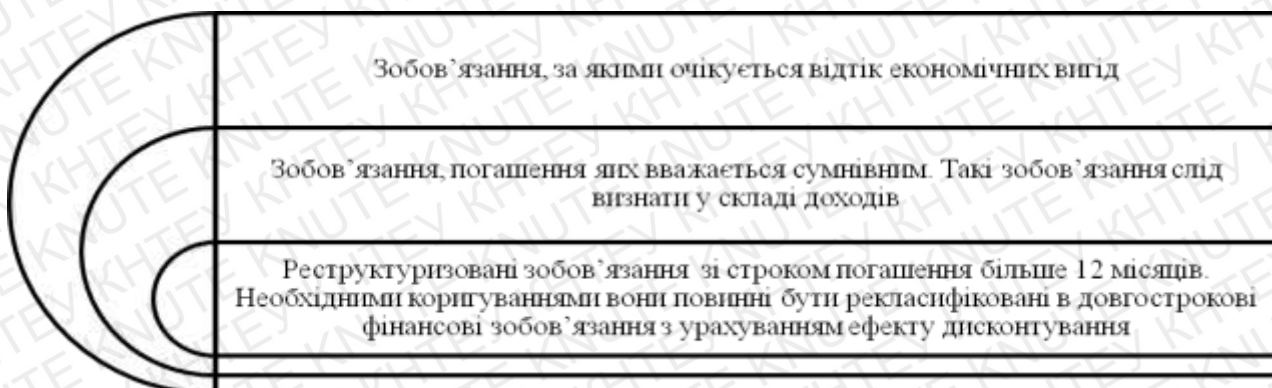 Зобов’язання, за якими очікується відтік економічних вигід
Зобов’язання, погашення яих вважається сумнівним. Такі зобов’язання слід
визнати у складі доходів
Реструктуризовані зобов’язання зі строком погашення більше 12 місяців.
Необхідними коригуваннями вони повинні бути рекласифіковані в довгострокові
фінансові зобов’язання з урахуванням ефекту дисконтування